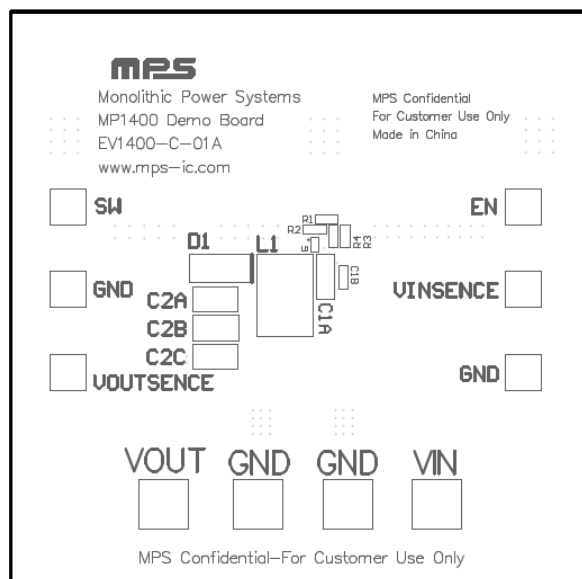 MPS
Monolithic Power Systems
MP1400 Demo Board
EV1400-C-01A
www.mps-ic.com
MPS Confidential
For Customer Use Only
Made in China
SW
EN
R1
R2
R4
R3
D1
L1
C1B
GND
VINSENCE
C2A
C1A
C2B
C2C
VOUTSENCE
GND
VOUT GND GND VIN
MPS Confidential-For Customer Use Only